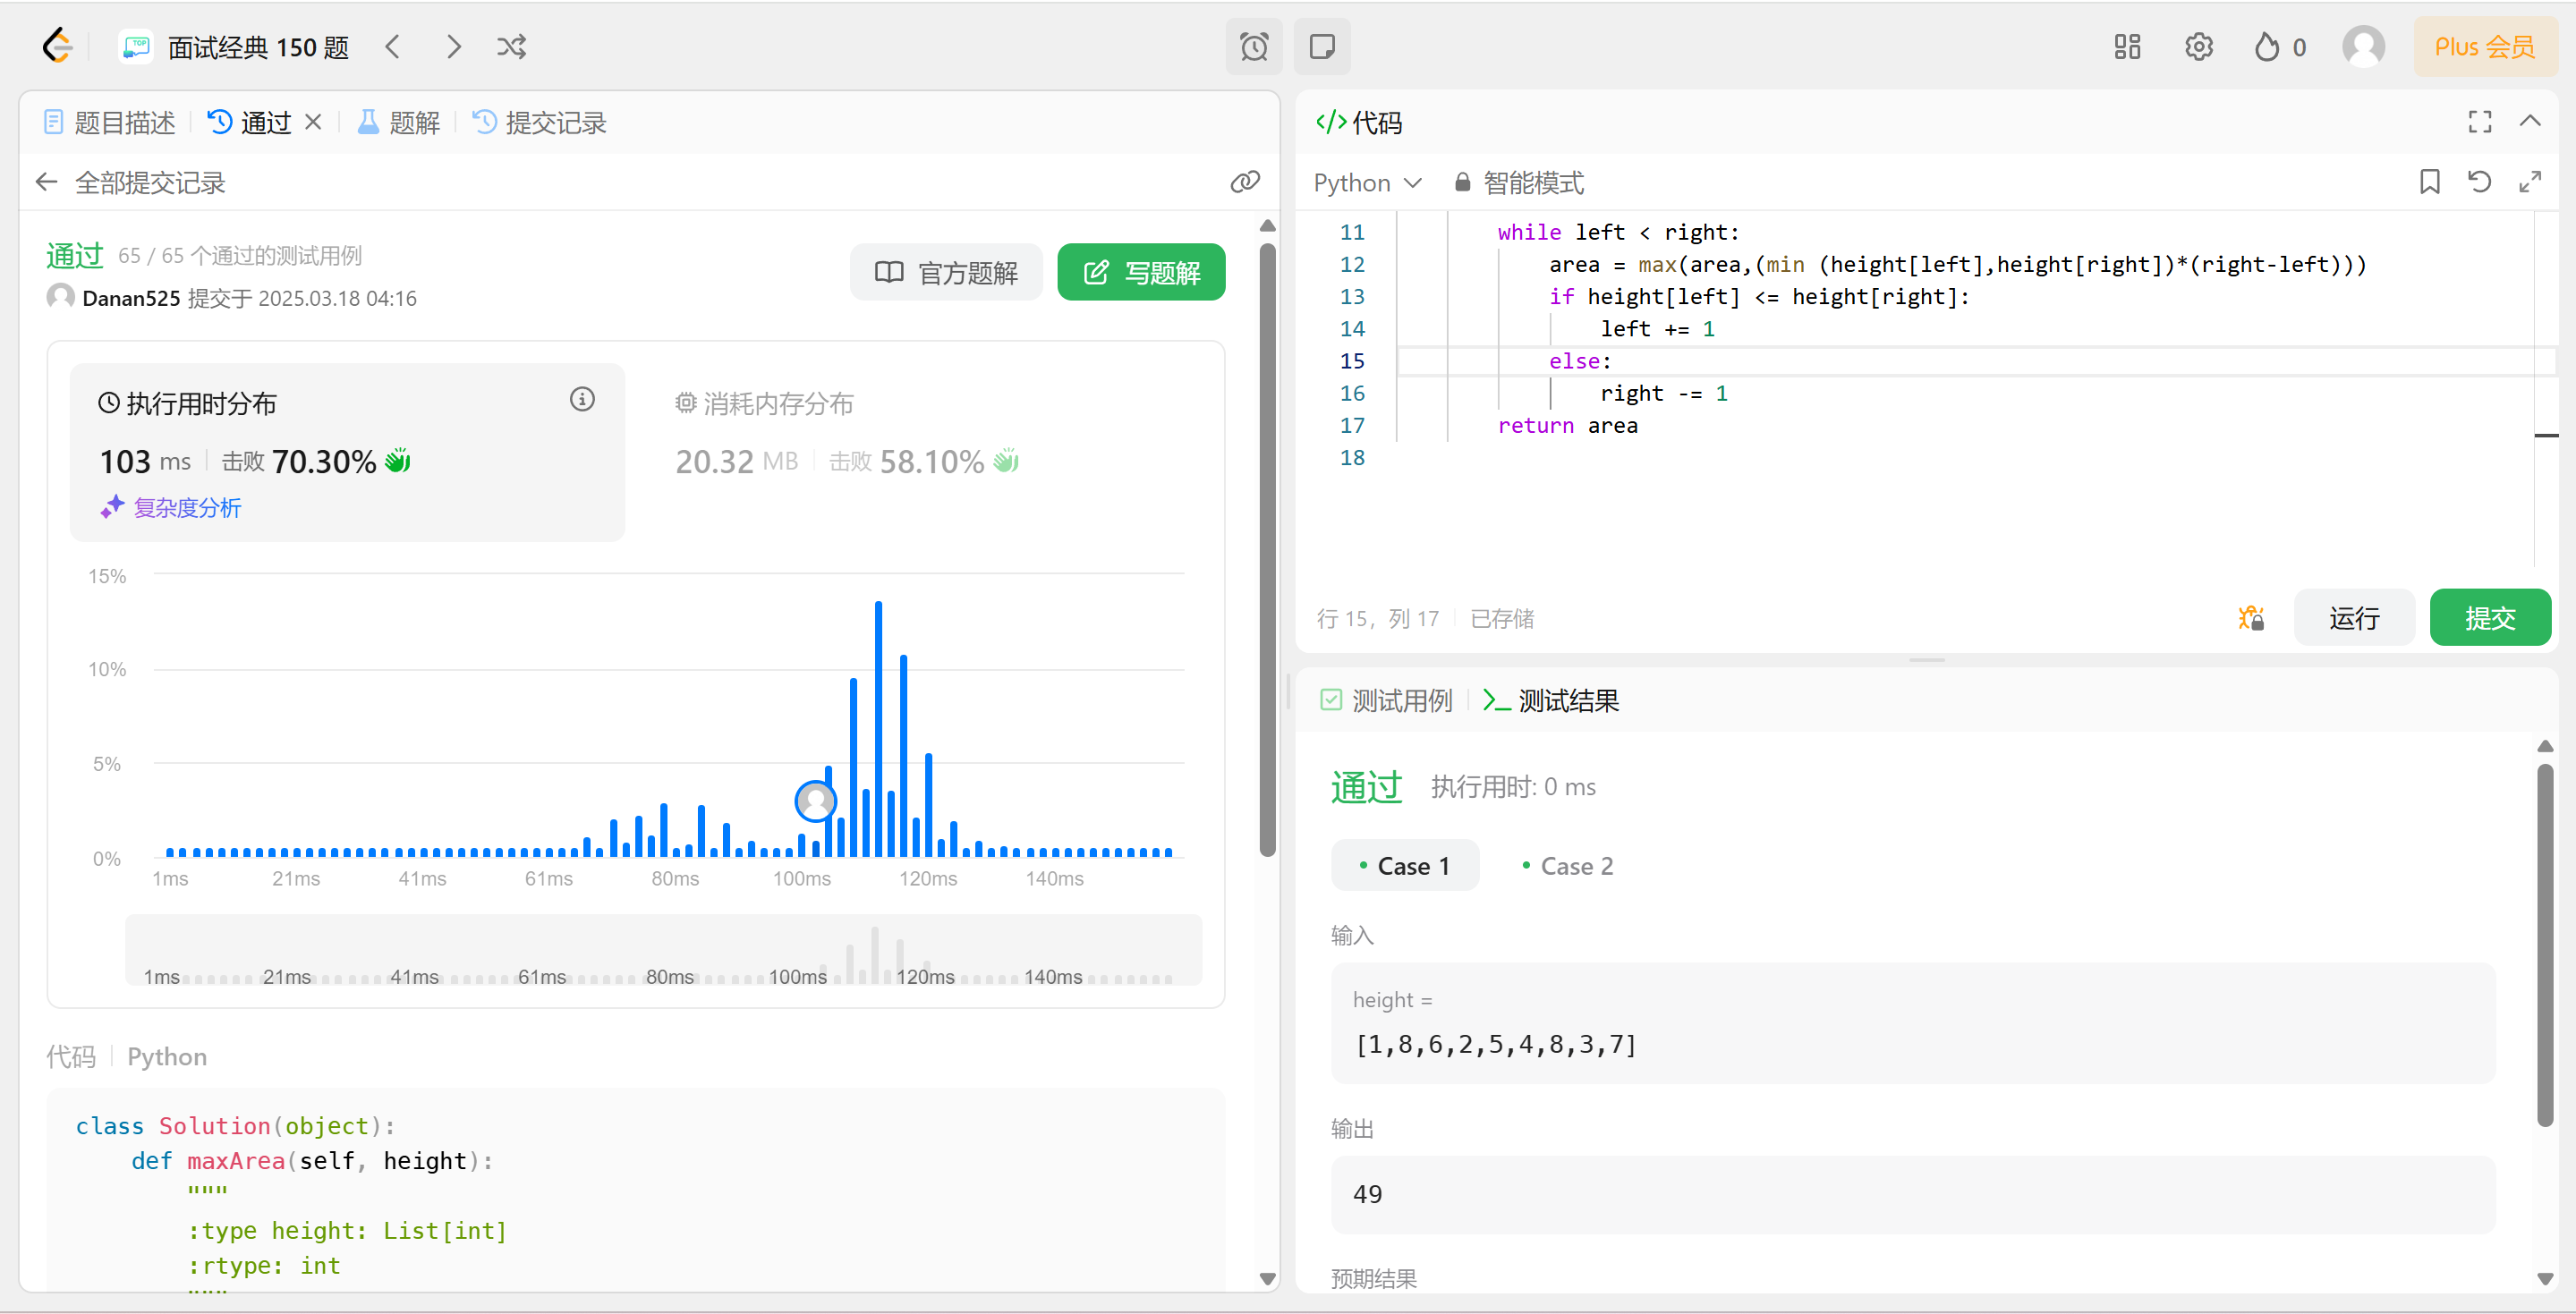 面试经典 150 题
0
Plus 会员
题目描述
通过
题解
提交记录
全部提交记录
通过 65 / 65 个通过的测试用例
Danan525 提交于 2025.03.18 04:16
官方题解
写题解
执行用时分布
103 ms 击败 70.30%
复杂度分析
消耗内存分布
20.32 MB 击败 58.10%
15%
10%
5%
0%
1ms 21ms 41ms 61ms 80ms 100ms 120ms 140ms
1ms 21ms 41ms 61ms 80ms 100ms 120ms 140ms
代码 Python
class Solution(object):
    def maxArea(self, height):
        """
        :type height: List[int]
        :rtype: int
        """
</> 代码
Python 智能模式
11 while left < right:
12 area = max(area,(min (height[left],height[right])*(right-left)))
13 if height[left] <= height[right]:
14 left += 1
15 else:
16 right -= 1
17 return area
18
行 15, 列 17 已存储
运行
提交
测试用例
测试结果
通过 执行用时: 0 ms
Case 1
Case 2
输入
height =
[1,8,6,2,5,4,8,3,7]
输出
49
预期结果